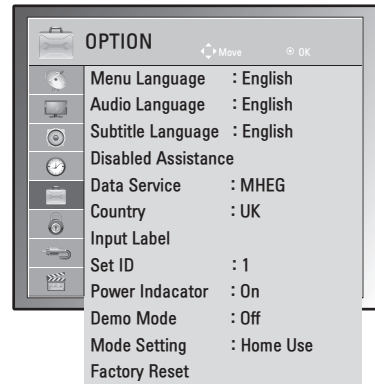 OPTION
Move
OK
Menu Language : English
Audio Language : English
Subtitle Language : English
Disabled Assistance
Data Service : MHEG
Country : UK
Input Label
Set ID : 1
Power Indacator : On
Demo Mode : Off
Mode Setting : Home Use
Factory Reset